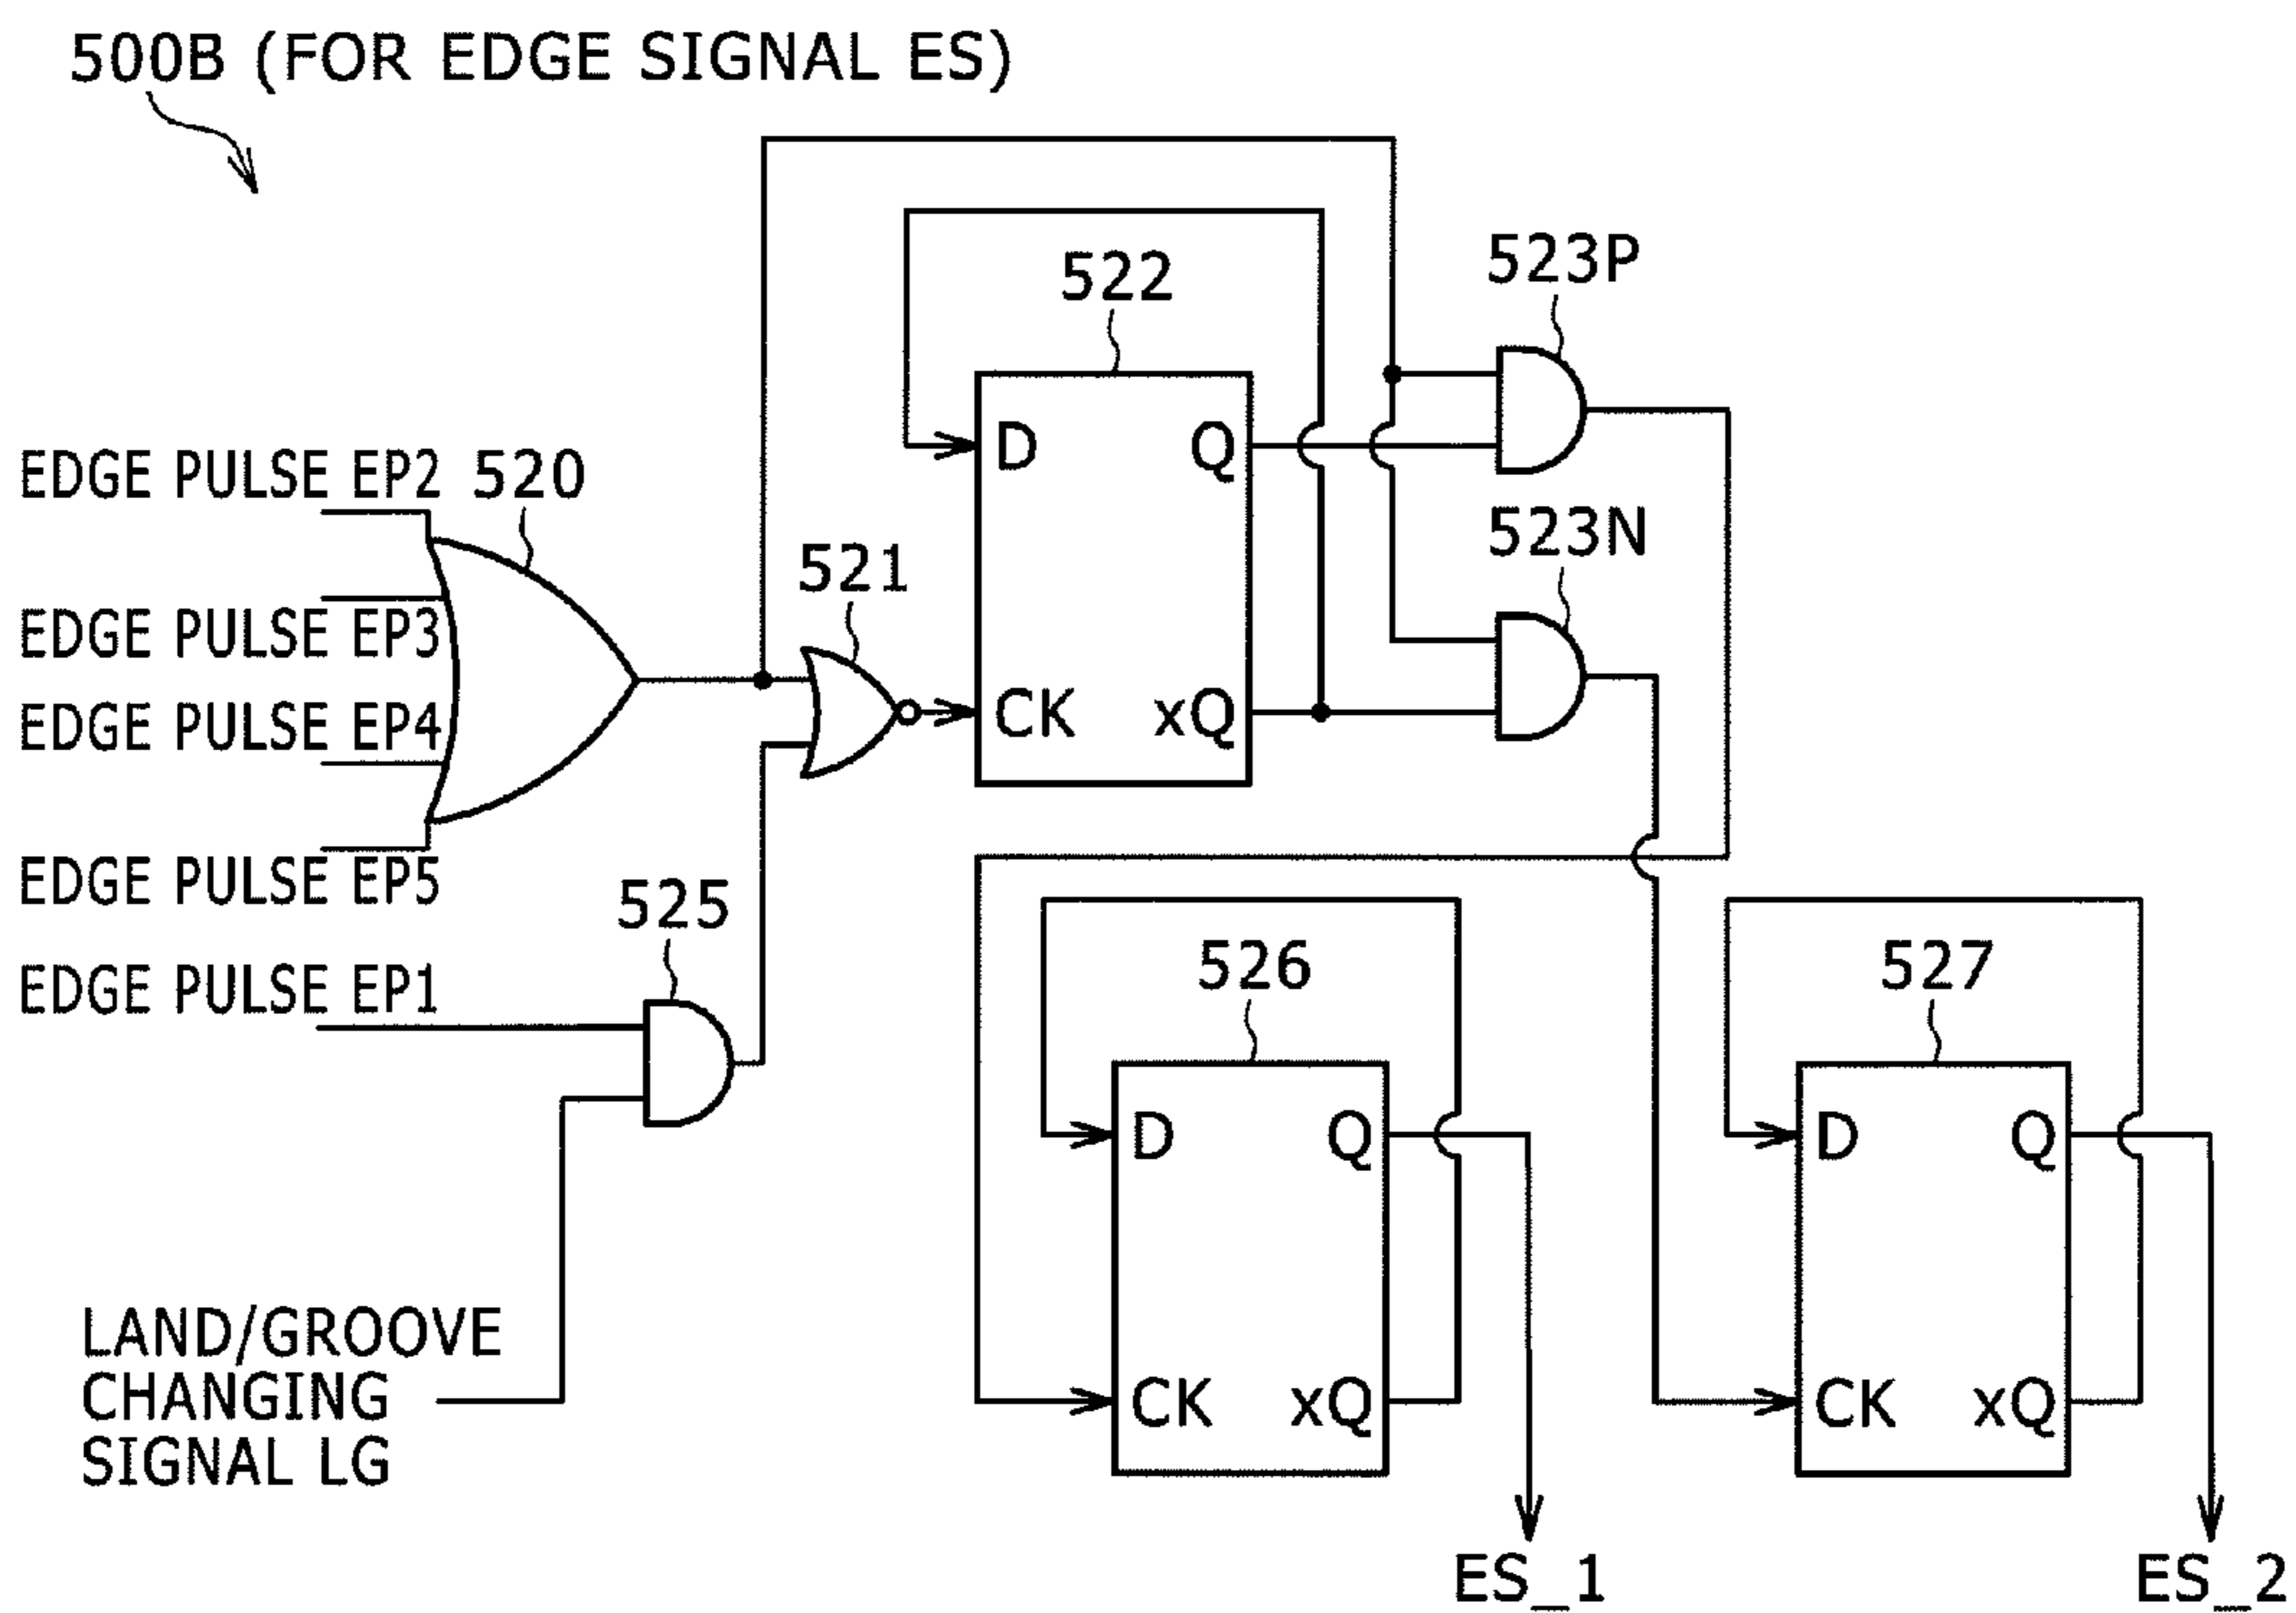 500B (FOR EDGE SIGNAL ES)
522
523P
EDGE PULSE EP2
520
523N
D
Q
521
EDGE PULSE EP3
CK
xQ
EDGE PULSE EP4
EDGE PULSE EP5
525
526
527
EDGE PULSE EP1
D
Q
D
Q
LAND/GROOVE
CHANGING
SIGNAL LG
CK
xQ
CK
xQ
ES_1
ES_2